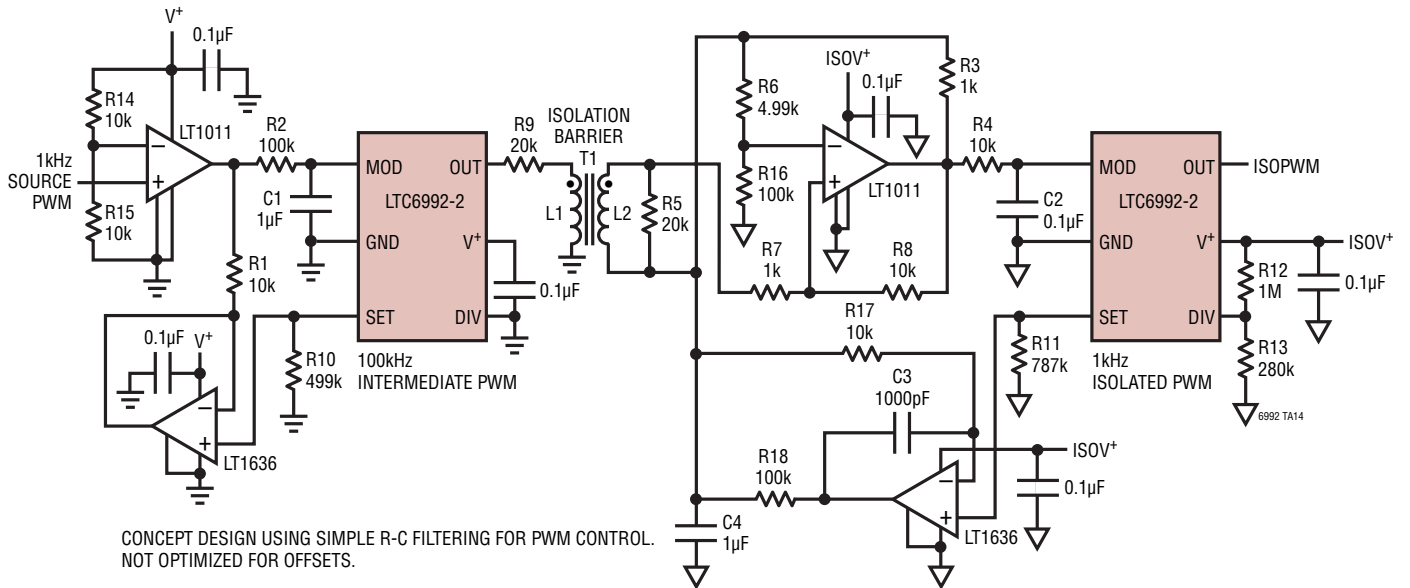 V+
0.1µF
R14
10k
LT1011
R2
100k
1kHz
SOURCE
PWM
R15
10k
C1
1µF
R1
10k
0.1µF
V+
LT1636
R10
499k
MOD
OUT
LTC6992-2
GND
V+
SET
DIV
100kHz
INTERMEDIATE PWM
0.1µF
R9
20k
ISOLATION
BARRIER
T1
L1
L2
R5
20k
R6
4.99k
R16
100k
ISOV+
0.1µF
LT1011
R3
1k
R4
10k
R7
1k
R8
10k
C2
0.1µF
R17
10k
C3
1000pF
R18
100k
C4
1µF
LT1636
ISOV+
0.1µF
R11
787k
MOD
OUT
LTC6992-2
GND
V+
SET
DIV
1kHz
ISOLATED PWM
ISOPWM
ISOV+
R12
1M
0.1µF
R13
280k
6992 TA14
CONCEPT DESIGN USING SIMPLE R-C FILTERING FOR PWM CONTROL.
NOT OPTIMIZED FOR OFFSETS.